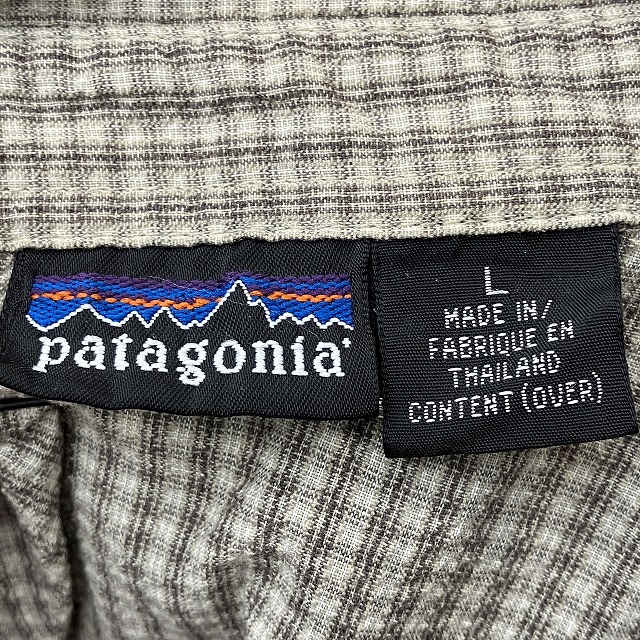 patagonia
L
MADE IN/
FABRIQUE EN
THAILAND
CONTENT (OVER)